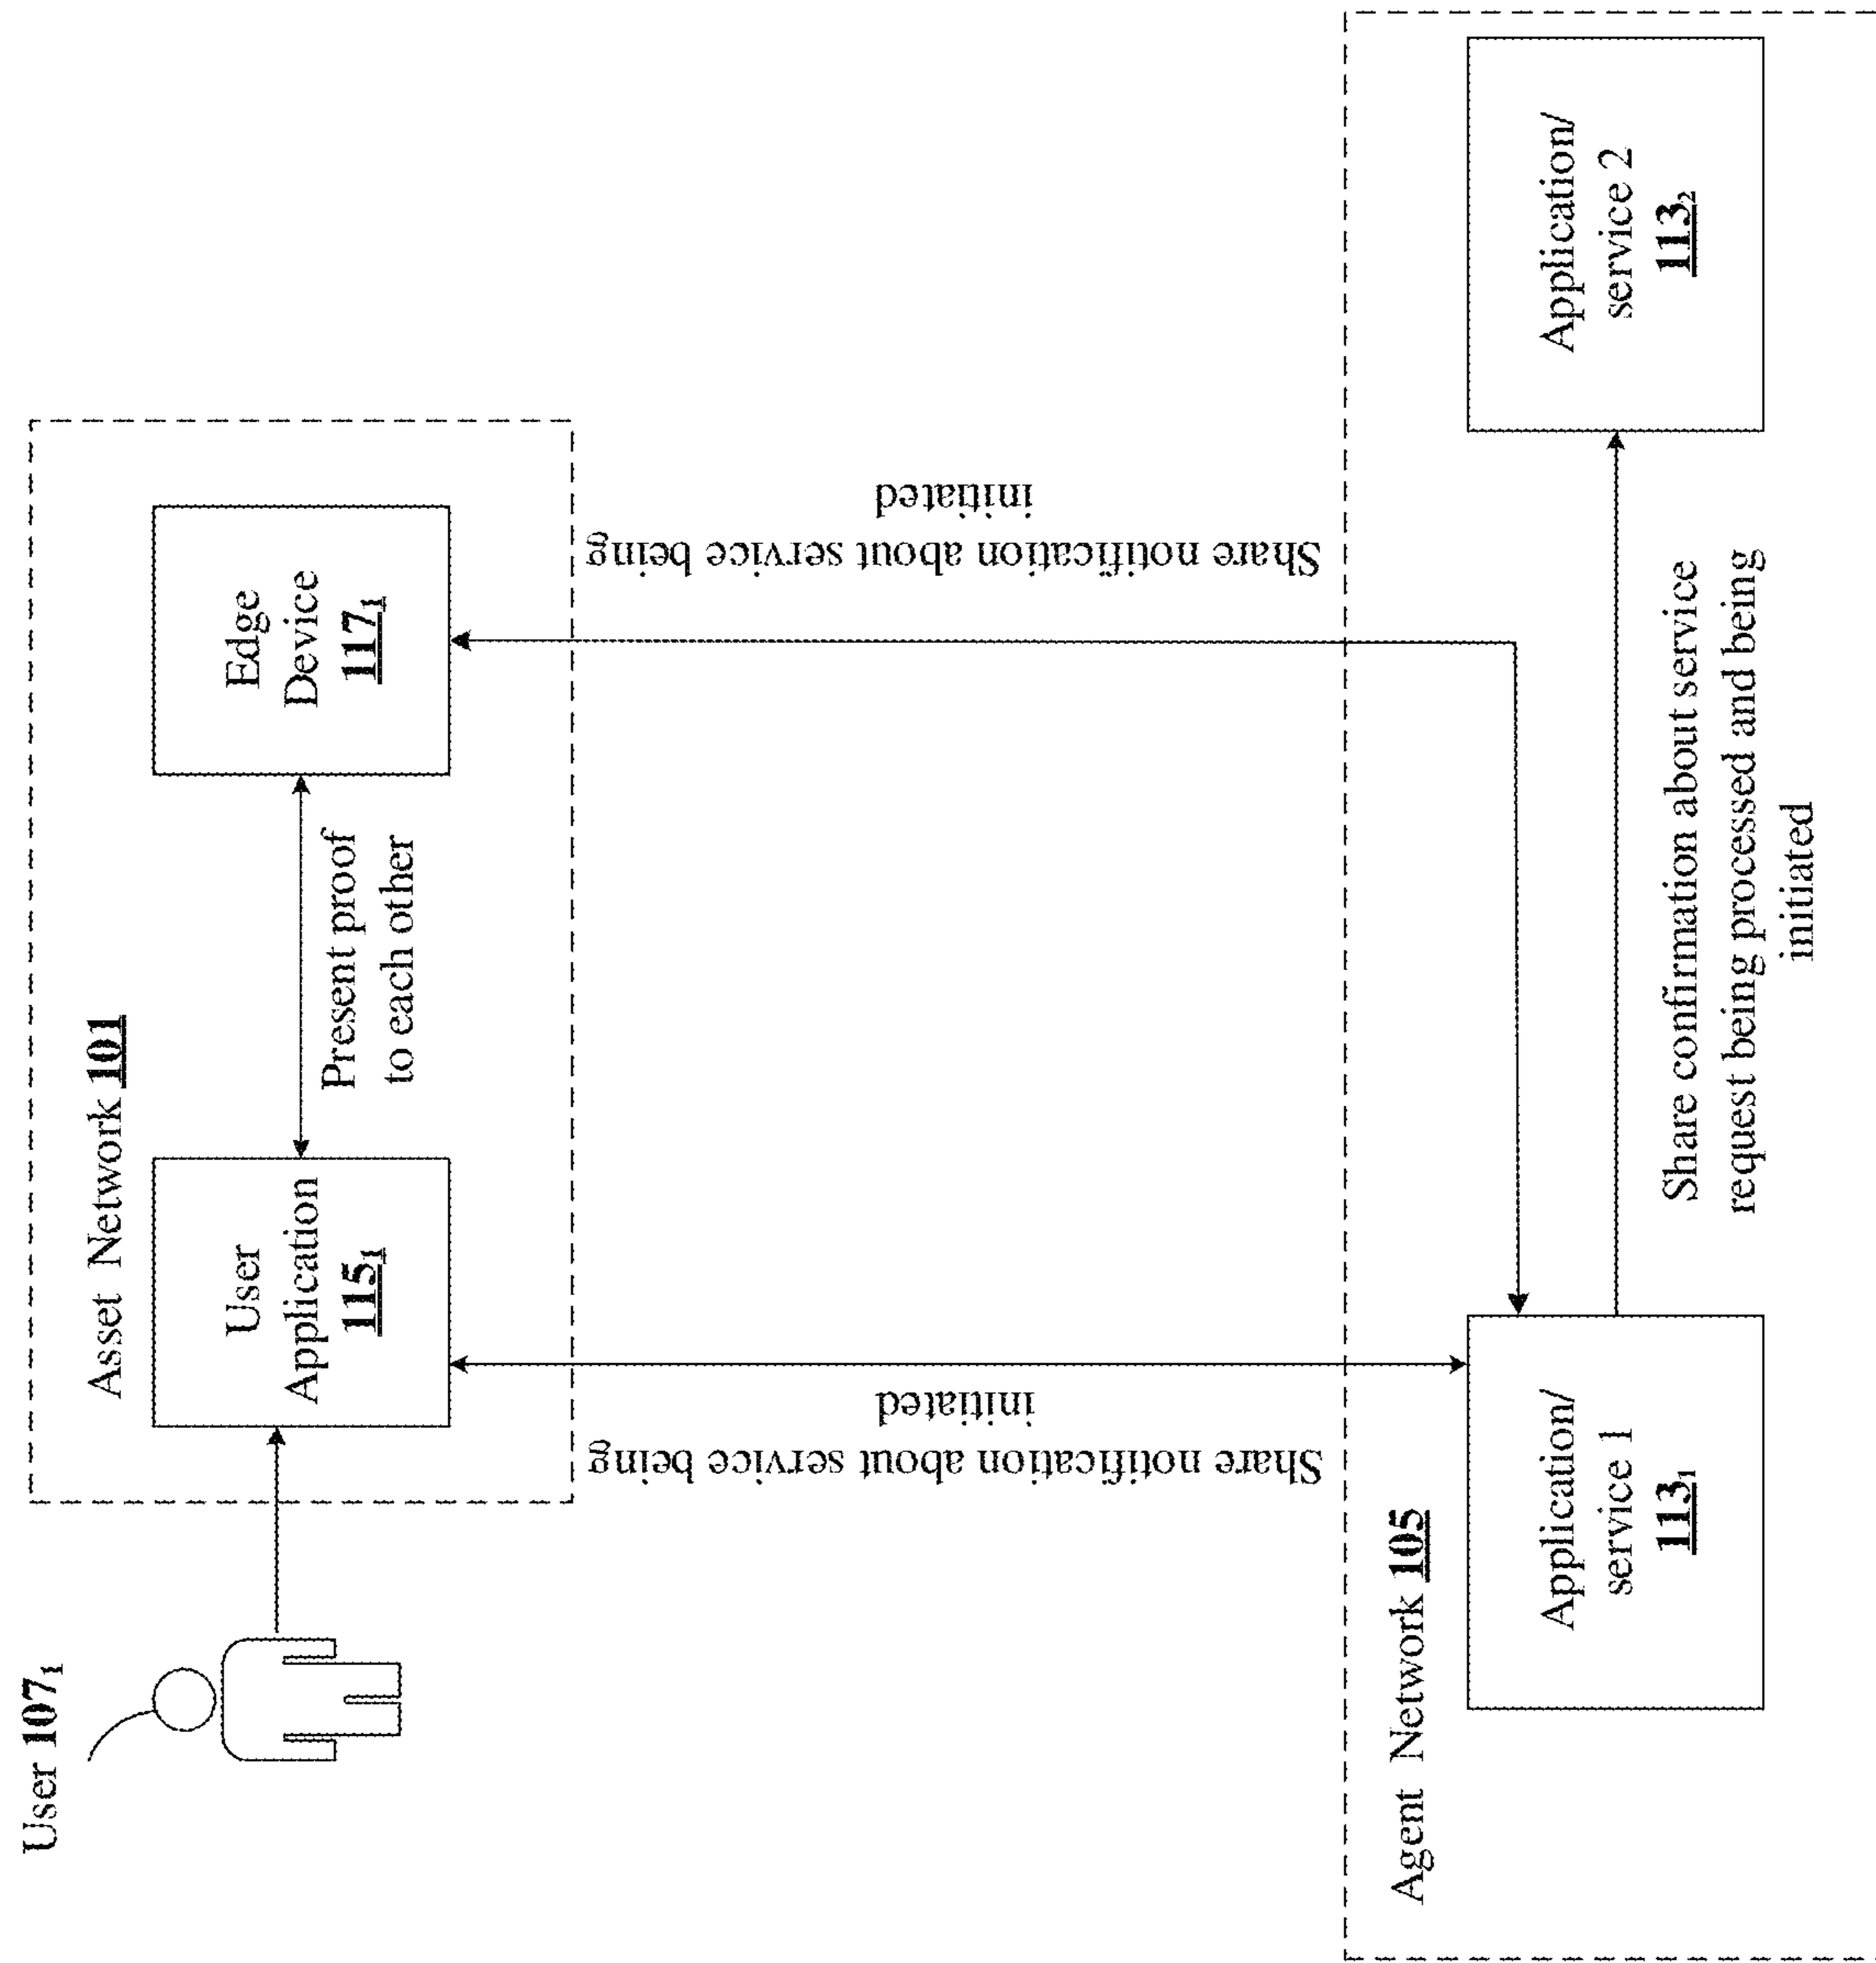 User 107₁
Asset Network 101
User
Application
115₁
Present proof
to each other
Edge
Device
117₁
Share notification about service being
initiated
Share notification about service being
initiated
Agent Network 105
Application/
service 1
113₁
Share confirmation about service
request being processed and being
initiated
Application/
service 2
113₂